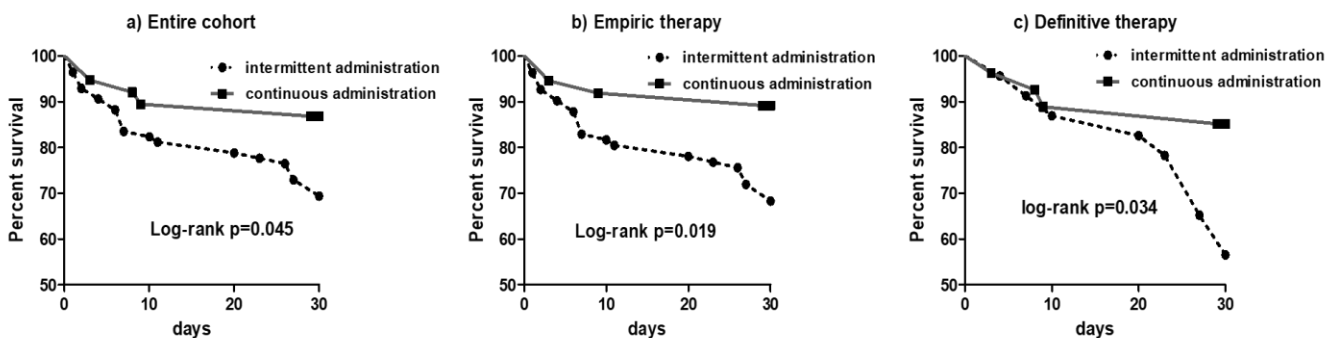 a) Entire cohort
100
90
80
70
60
50
Percent survival
intermittent administration
continuous administration
Log-rank p=0.045
0 10 20 30
days
b) Empiric therapy
100
90
80
70
60
50
Percent survival
intermittent administration
continuous administration
Log-rank p=0.019
0 10 20 30
days
c) Definitive therapy
100
90
80
70
60
50
Percent survival
intermittent administration
continuous administration
log-rank p=0.034
0 10 20 30
days